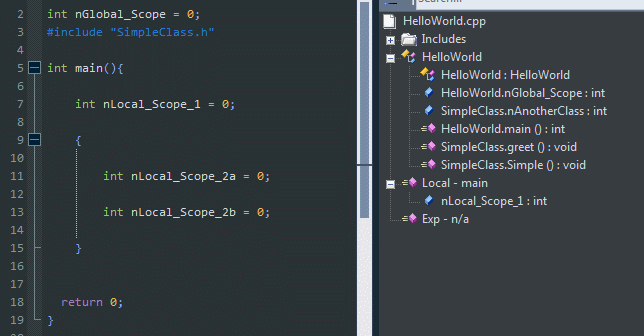 2 int nGlobal_Scope = 0;
3 #include "SimpleClass.h"
4
5 int main(){
6
7 int nLocal_Scope_1 = 0;
8
9 {
10
11 int nLocal_Scope_2a = 0;
12
13 int nLocal_Scope_2b = 0;
14
15 }
16
17
18 return 0;
19 }
HelloWorld.cpp
Includes
HelloWorld
HelloWorld : HelloWorld
HelloWorld.nGlobal_Scope : int
SimpleClass.nAnotherClass : int
HelloWorld.main () : int
SimpleClass.greet () : void
SimpleClass.Simple () : void
Local - main
nLocal_Scope_1 : int
Exp - n/a